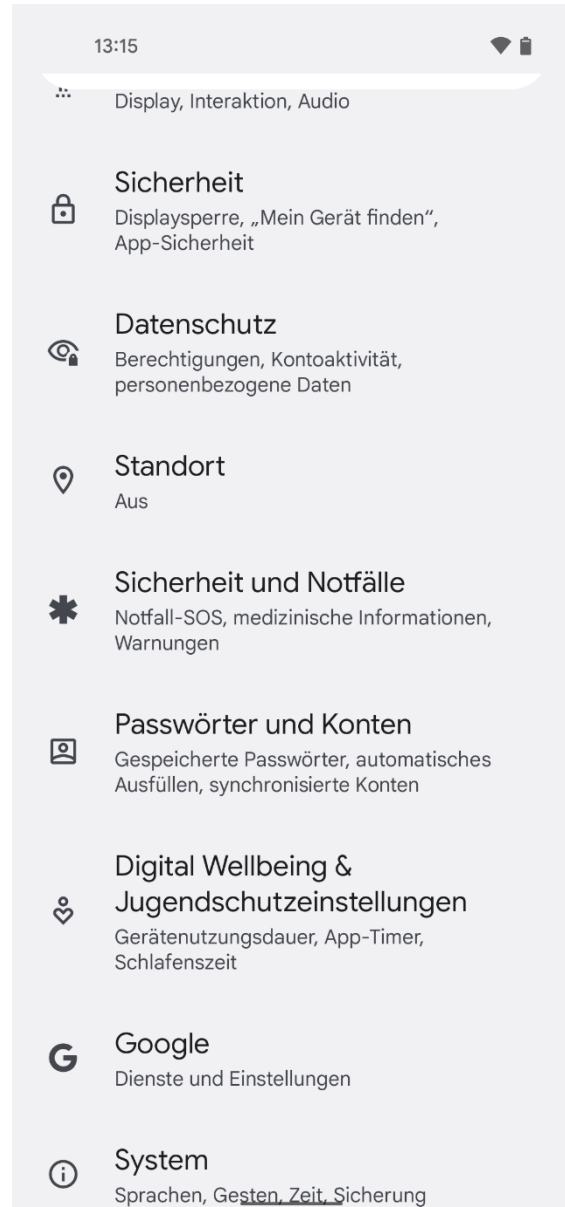 13:15
Display, Interaktion, Audio
Sicherheit
Displaysperre, „Mein Gerät finden“,
App-Sicherheit
Datenschutz
Berechtigungen, Kontoaktivität,
personenbezogene Daten
Standort
Aus
Sicherheit und Notfälle
Notfall-SOS, medizinische Informationen,
Warnungen
Passwörter und Konten
Gespeicherte Passwörter, automatisches
Ausfüllen, synchronisierte Konten
Digital Wellbeing &
Jugendschutzeinstellungen
Gerätenutzungsdauer, App-Timer,
Schlafenszeit
Google
Dienste und Einstellungen
System
Sprachen, Gesten, Zeit, Sicherung